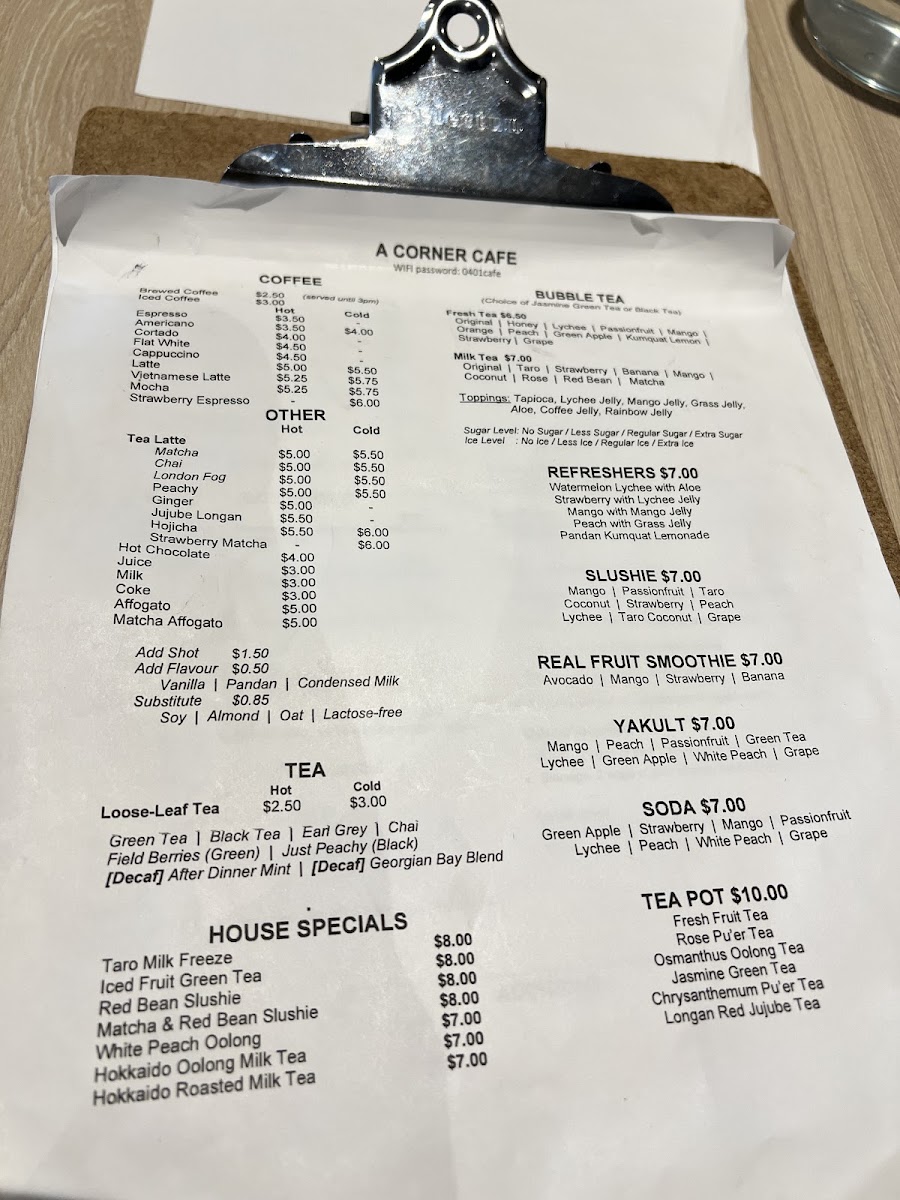 A CORNER CAFE
WIFI password: 0401cafe
COFFEE
Brewed Coffee $2.50 (served until 3pm)
Iced Coffee $3.00
Hot Cold
Espresso $3.50 -
Americano $3.50 $4.00
Cortado $4.00 -
Flat White $4.50 -
Cappuccino $4.50 -
Latte $5.00 $5.50
Vietnamese Latte $5.25 $5.75
Mocha $5.25 $5.75
Strawberry Espresso - $6.00
OTHER
Hot Cold
Tea Latte
Matcha $5.00 $5.50
Chai $5.00 $5.50
London Fog $5.00 $5.50
Peachy $5.00 $5.50
Ginger $5.00 -
Jujube Longan $5.50 -
Hojicha $5.50 $6.00
Strawberry Matcha - $6.00
Hot Chocolate $4.00
Juice $3.00
Milk $3.00
Coke $3.00
Affogato $5.00
Matcha Affogato $5.00
Add Shot $1.50
Add Flavour $0.50
Vanilla | Pandan | Condensed Milk
Substitute $0.85
Soy | Almond | Oat | Lactose-free
TEA
Hot Cold
Loose-Leaf Tea $2.50 $3.00
Green Tea | Black Tea | Earl Grey | Chai
Field Berries (Green) | Just Peachy (Black)
[Decaf] After Dinner Mint | [Decaf] Georgian Bay Blend
HOUSE SPECIALS
Taro Milk Freeze $8.00
Iced Fruit Green Tea $8.00
Red Bean Slushie $8.00
Matcha & Red Bean Slushie $8.00
White Peach Oolong $7.00
Hokkaido Oolong Milk Tea $7.00
Hokkaido Roasted Milk Tea $7.00
BUBBLE TEA
(Choice of Jasmine Green Tea or Black Tea)
Fresh Tea $6.50
Original | Honey | Lychee | Passionfruit | Mango |
Orange | Peach | Green Apple | Kumquat Lemon |
Strawberry | Grape
Milk Tea $7.00
Original | Taro | Strawberry | Banana | Mango |
Coconut | Rose | Red Bean | Matcha
Toppings: Tapioca, Lychee Jelly, Mango Jelly, Grass Jelly,
Aloe, Coffee Jelly, Rainbow Jelly
Sugar Level: No Sugar / Less Sugar / Regular Sugar / Extra Sugar
Ice Level : No Ice / Less Ice / Regular Ice / Extra Ice
REFRESHERS $7.00
Watermelon Lychee with Aloe
Strawberry with Lychee Jelly
Mango with Mango Jelly
Peach with Grass Jelly
Pandan Kumquat Lemonade
SLUSHIE $7.00
Mango | Passionfruit | Taro
Coconut | Strawberry | Peach
Lychee | Taro Coconut | Grape
REAL FRUIT SMOOTHIE $7.00
Avocado | Mango | Strawberry | Banana
YAKULT $7.00
Mango | Peach | Passionfruit | Green Tea
Lychee | Green Apple | White Peach | Grape
SODA $7.00
Green Apple | Strawberry | Mango | Passionfruit
Lychee | Peach | White Peach | Grape
TEA POT $10.00
Fresh Fruit Tea
Rose Pu'er Tea
Osmanthus Oolong Tea
Jasmine Green Tea
Chrysanthemum Pu'er Tea
Longan Red Jujube Tea